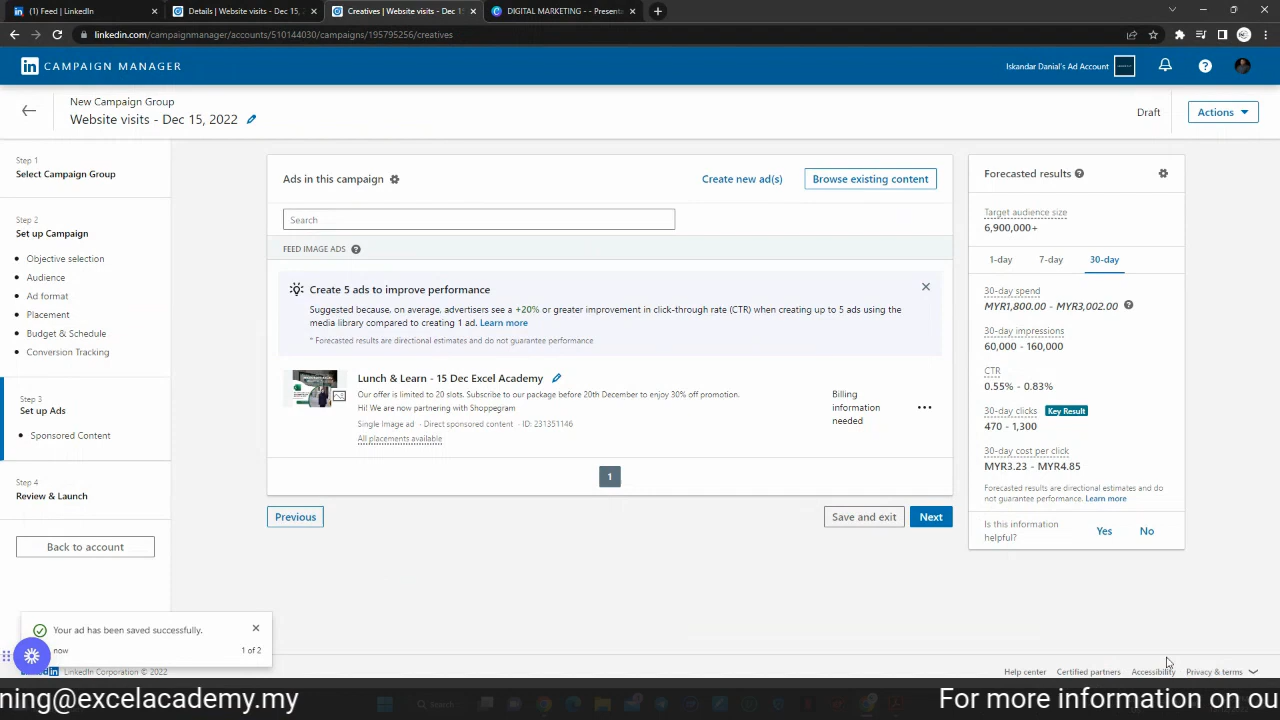 (1) Feed | LinkedIn
Details | Website visits - Dec 15,
Creatives | Website visits - Dec 1
DIGITAL MARKETING - - Presenta
linkedin.com/campaignmanager/accounts/510144030/campaigns/195795256/creatives
in CAMPAIGN MANAGER
Iskandar Danial's Ad Account
New Campaign Group
Website visits - Dec 15, 2022
Draft
Actions
Step 1
Select Campaign Group
Step 2
Set up Campaign
Objective selection
Audience
Ad format
Placement
Budget & Schedule
Conversion Tracking
Step 3
Set up Ads
Sponsored Content
Step 4
Review & Launch
Back to account
Ads in this campaign
Create new ad(s)
Browse existing content
Search
FEED IMAGE ADS
Create 5 ads to improve performance
Suggested because, on average, advertisers see a +20% or greater improvement in click-through rate (CTR) when creating up to 5 ads using the
media library compared to creating 1 ad. Learn more
* Forecasted results are directional estimates and do not guarantee performance
Lunch & Learn - 15 Dec Excel Academy
Our offer is limited to 20 slots. Subscribe to our package before 20th December to enjoy 30% off promotion.
Hi! We are now partnering with Shoppegram
Single Image ad - Direct sponsored content - ID: 231351146
All placements available
Billing
information
needed
1
Previous
Save and exit
Next
Forecasted results
Target audience size
6,900,000+
1-day
7-day
30-day
30-day spend
MYR1,800.00 - MYR3,002.00
30-day impressions
60,000 - 160,000
CTR
0.55% - 0.83%
30-day clicks Key Result
470 - 1,300
30-day cost per click
MYR3.23 - MYR4.85
Forecasted results are directional estimates and do
not guarantee performance. Learn more
Is this information
helpful?
Yes
No
Your ad has been saved successfully.
now
1 of 2
LinkedIn Corporation © 2022
Help center
Certified partners
Accessibility
Privacy & terms
Search
ning@excelacademy.my
For more information on ou